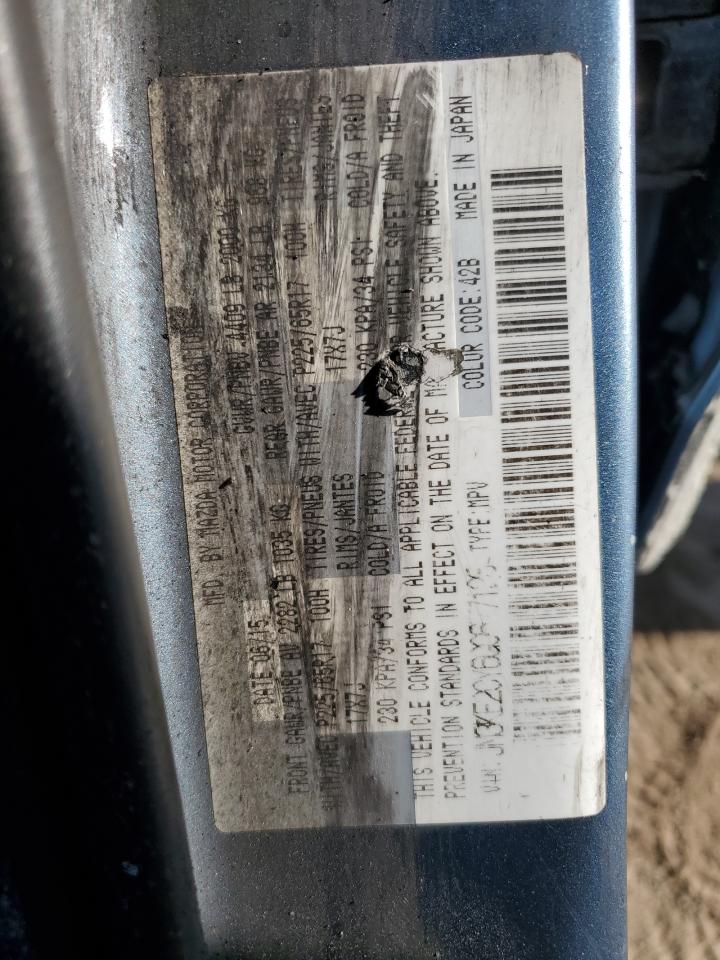 MFD BY MAZDA MOTOR CORPORATION
DATE 06/15 GVWR/PNBV 4409 LB 2000 KG
FRONT GAWR/PNBE AV 2282 LB 1035 KG REAR GAWR/PNBE AR 2194 LB KG
WITH/AVEC P225/65R17 100H TIRES/PNEUS WITH/AVEC P225/65R17 100H TIRES/PNEUS
17X7J RIMS/JANTES 17X7J RIMS/JANTES
230 KPA/34 PSI COLD/A FROID 230 KPA/34 PSI COLD/A FROID
THIS VEHICLE CONFORMS TO ALL APPLICABLE VEHICLE SAFETY AND THEFT
PREVENTION STANDARDS IN EFFECT ON THE DATE OF MANUFACTURE SHOWN ABOVE.
TYPE:MPV COLOR CODE:42B MADE IN JAPAN